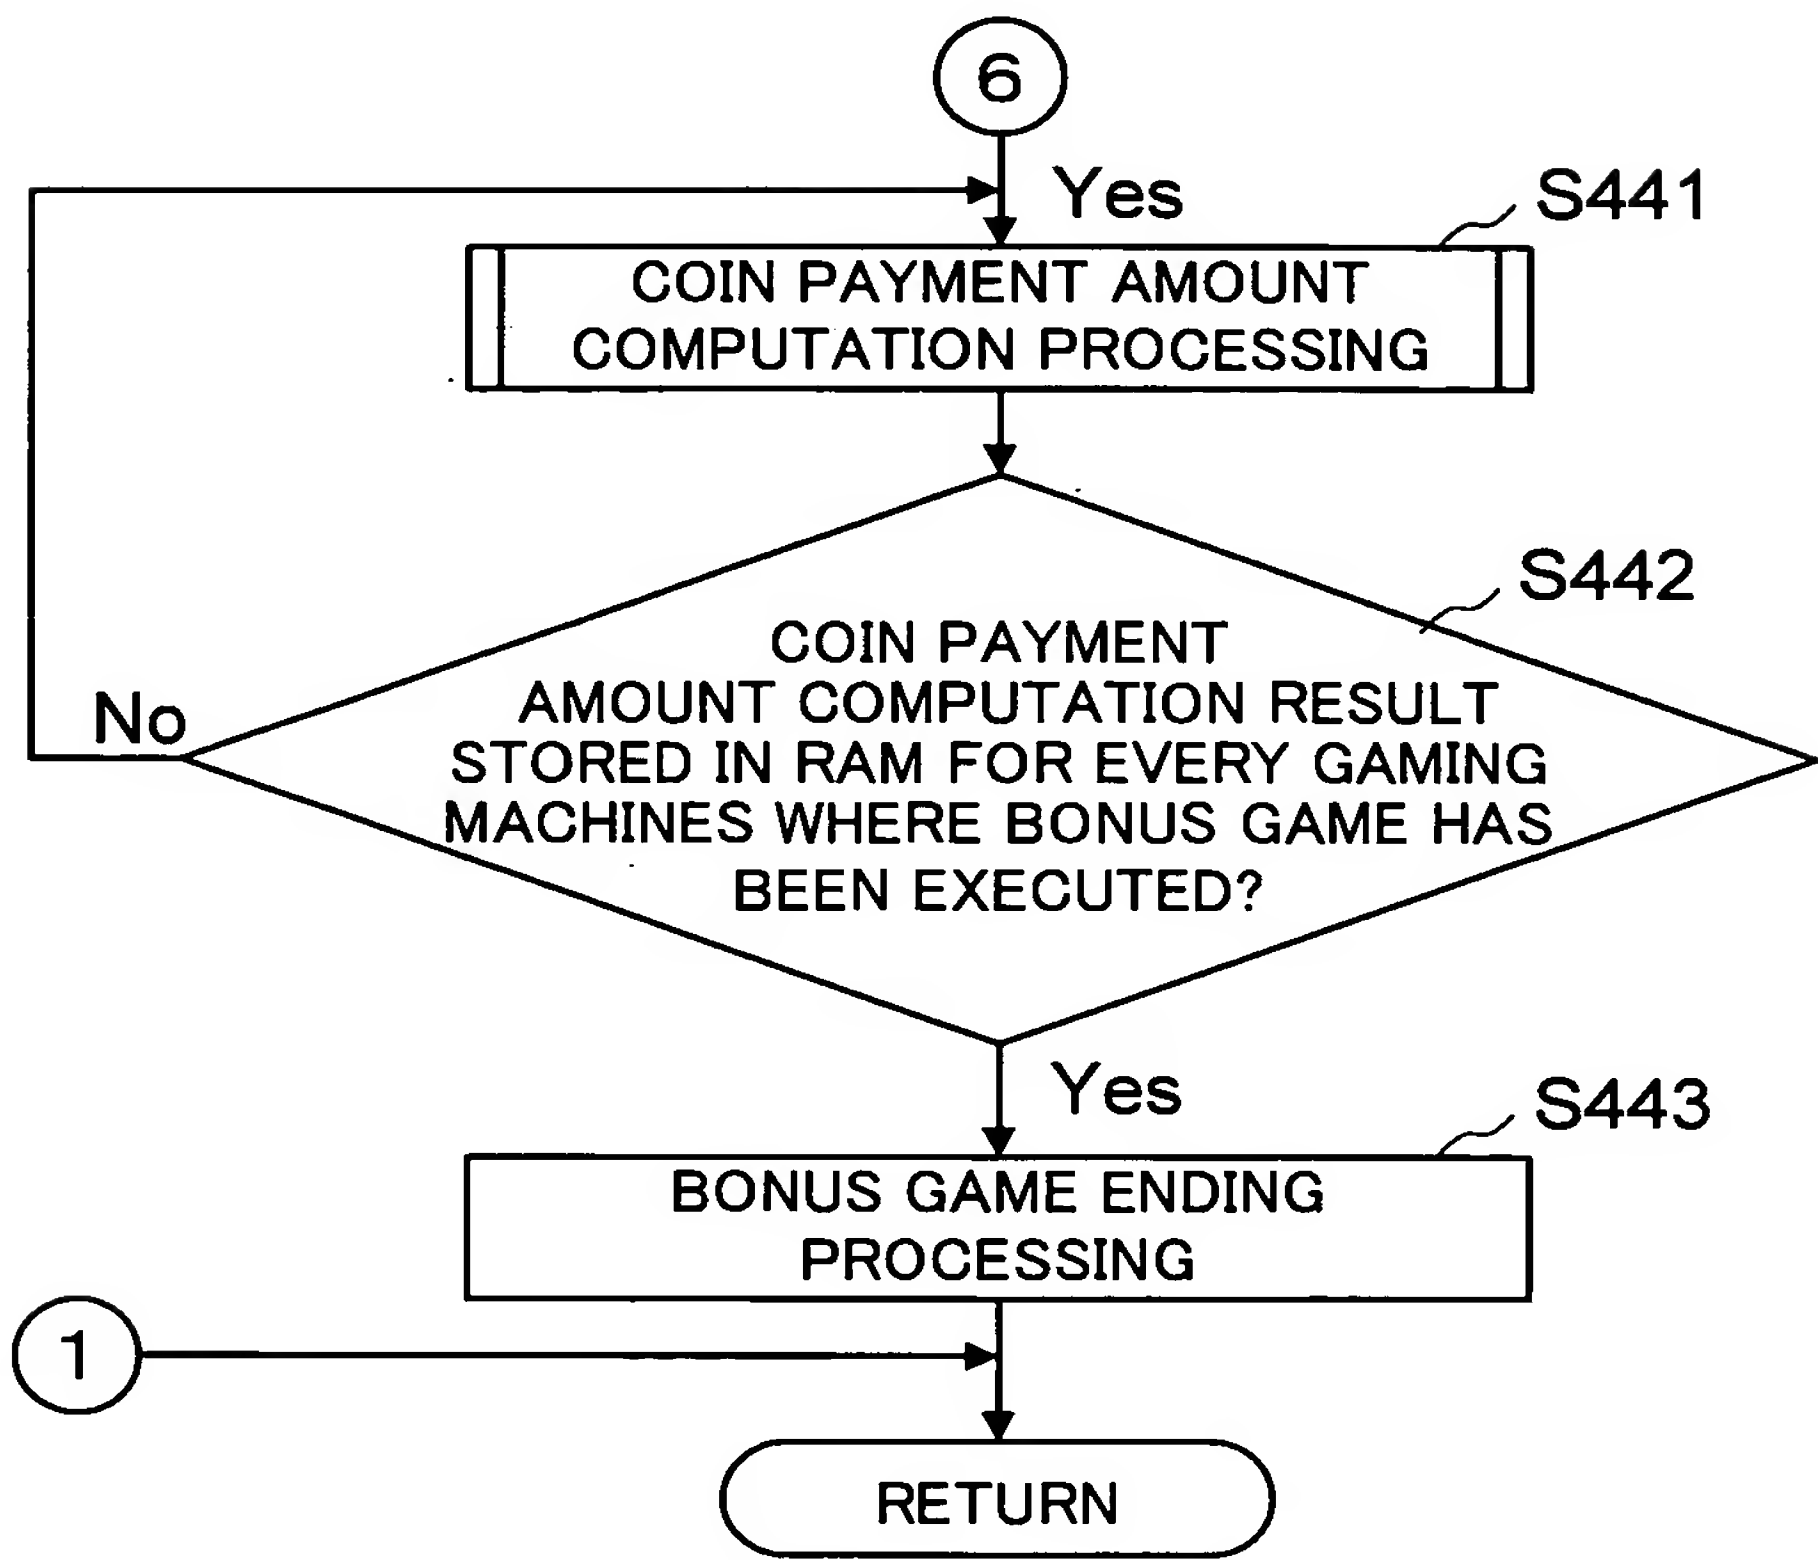 6
Yes
S441
COIN PAYMENT AMOUNT
COMPUTATION PROCESSING
S442
COIN PAYMENT
AMOUNT COMPUTATION RESULT
STORED IN RAM FOR EVERY GAMING
MACHINES WHERE BONUS GAME HAS
BEEN EXECUTED?
No
Yes
S443
BONUS GAME ENDING
PROCESSING
1
RETURN